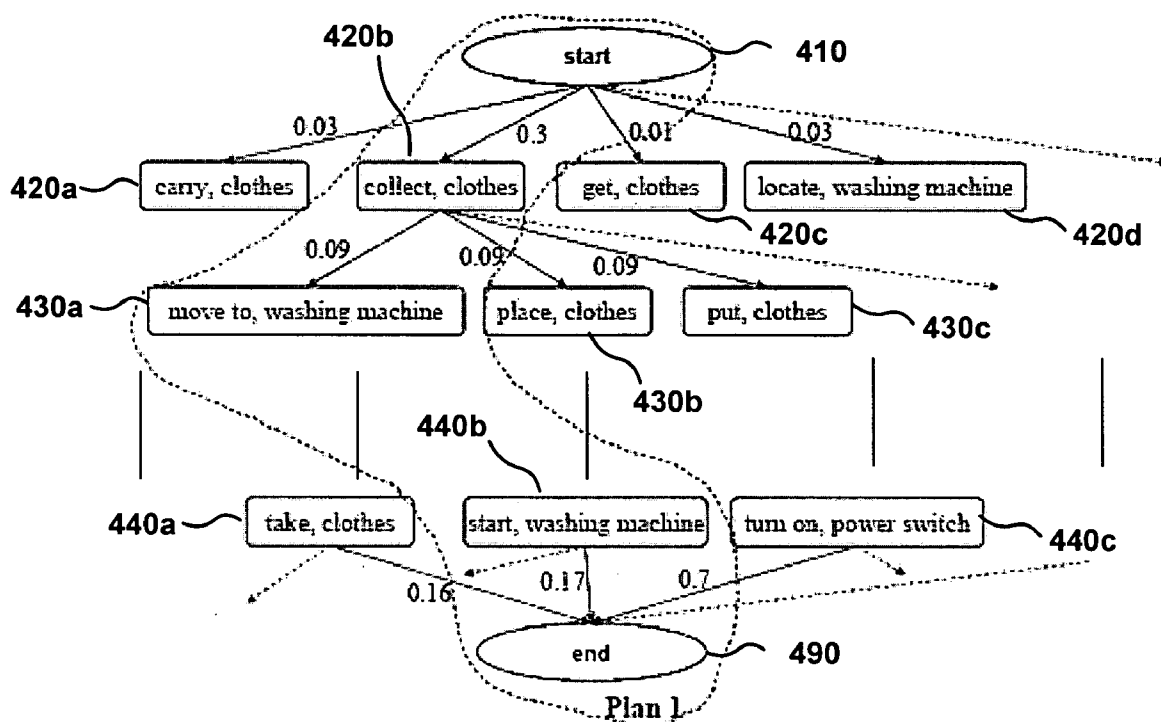 420b
start
410
0.03
0.3
0.01
0.03
420a
carry, clothes
collect, clothes
get, clothes
locate, washing machine
420c
420d
0.09
0.09
0.09
430a
move to, washing machine
place, clothes
put, clothes
430c
430b
440b
440a
take, clothes
start, washing machine
turn on, power switch
440c
0.16
0.17
0.7
end
490
Plan 1